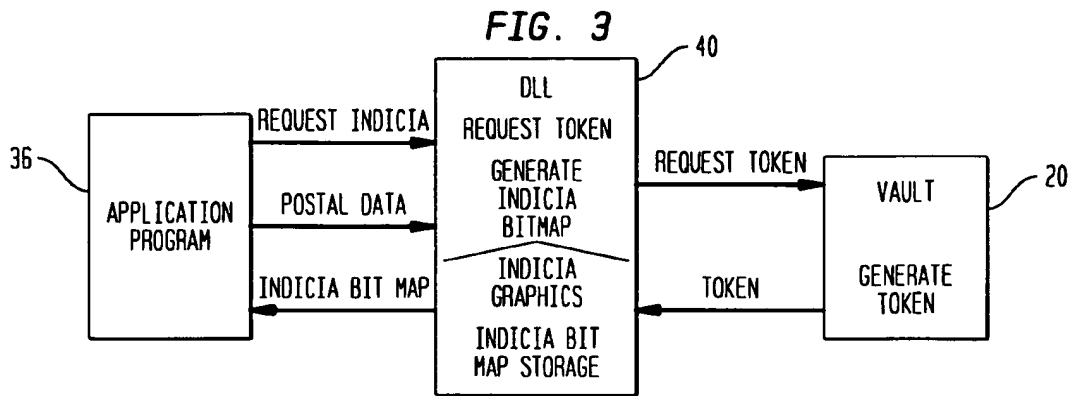 FIG. 3
40
DLL
REQUEST TOKEN
GENERATE
INDICIA
BITMAP
INDICIA
GRAPHICS
INDICIA BIT
MAP STORAGE
36
APPLICATION
PROGRAM
REQUEST INDICIA
POSTAL DATA
INDICIA BIT MAP
REQUEST TOKEN
TOKEN
VAULT
GENERATE
TOKEN
20